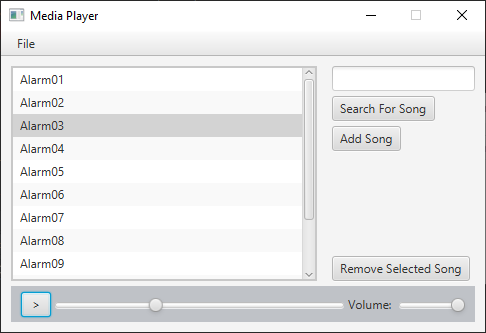 Media Player
File
Alarm01
Alarm02
Alarm03
Alarm04
Alarm05
Alarm06
Alarm07
Alarm08
Alarm09
Search For Song
Add Song
Remove Selected Song
>
Volume: